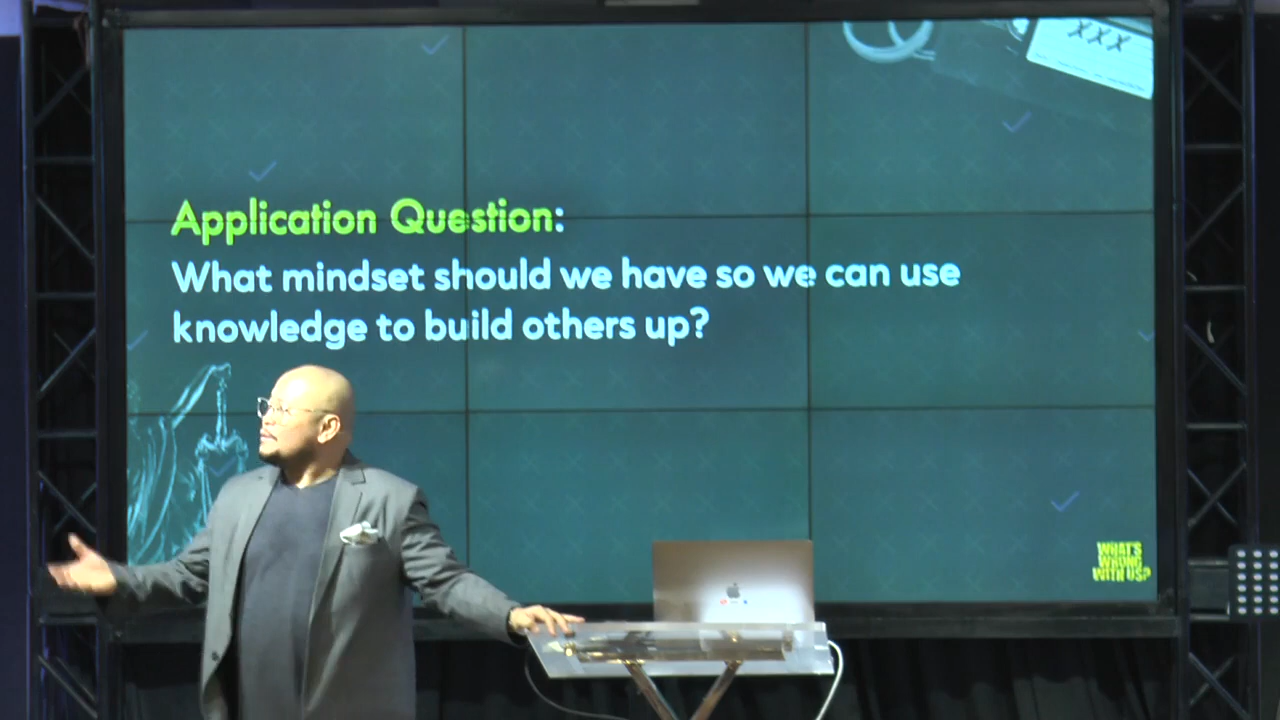 XXX
Application Question:
What mindset should we have so we can use
knowledge to build others up?
WHAT'S
WRONG
WITH US?